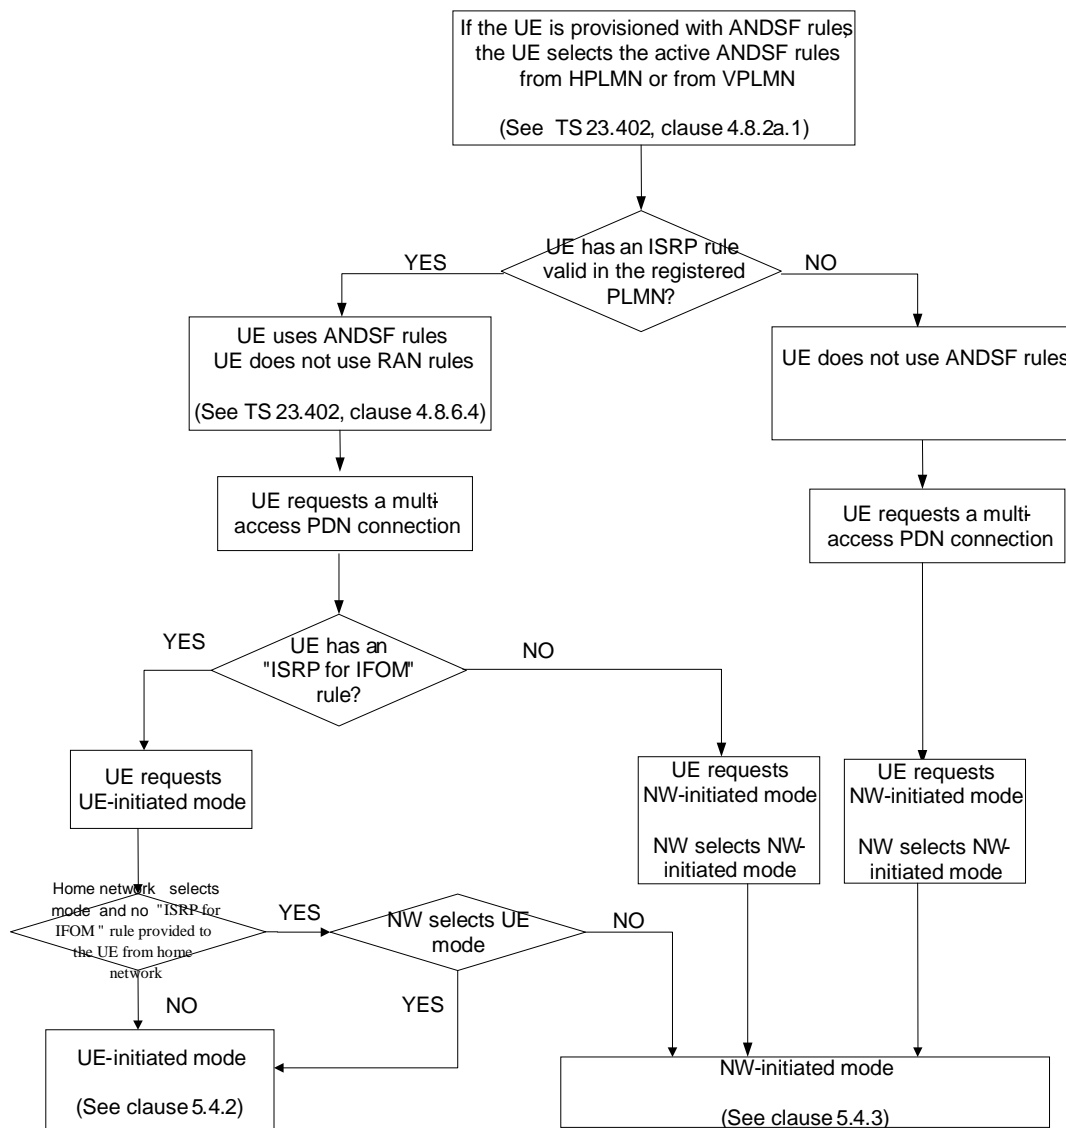 If the UE is provisioned with ANDSF rules,
the UE selects the active ANDSF rules
from HPLMN or from VPLMN
(See TS 23.402, clause 4.8.2a.1)
UE has an ISRP rule
valid in the registered
PLMN?
YES
NO
UE uses ANDSF rules
UE does not use RAN rules
(See TS 23.402, clause 4.8.6.4)
UE does not use ANDSF rules
UE requests a multi-
access PDN connection
UE requests a multi-
access PDN connection
UE has an
"ISRP for IFOM"
rule?
YES
NO
UE requests
UE-initiated mode
UE requests
NW-initiated mode
NW selects NW-
initiated mode
UE requests
NW-initiated mode
NW selects NW-
initiated mode
Home network selects
mode and no "ISRP for
IFOM " rule provided to
the UE from home
network
YES
NO
NW selects UE
mode
NO
YES
UE-initiated mode
(See clause 5.4.2)
NW-initiated mode
(See clause 5.4.3)